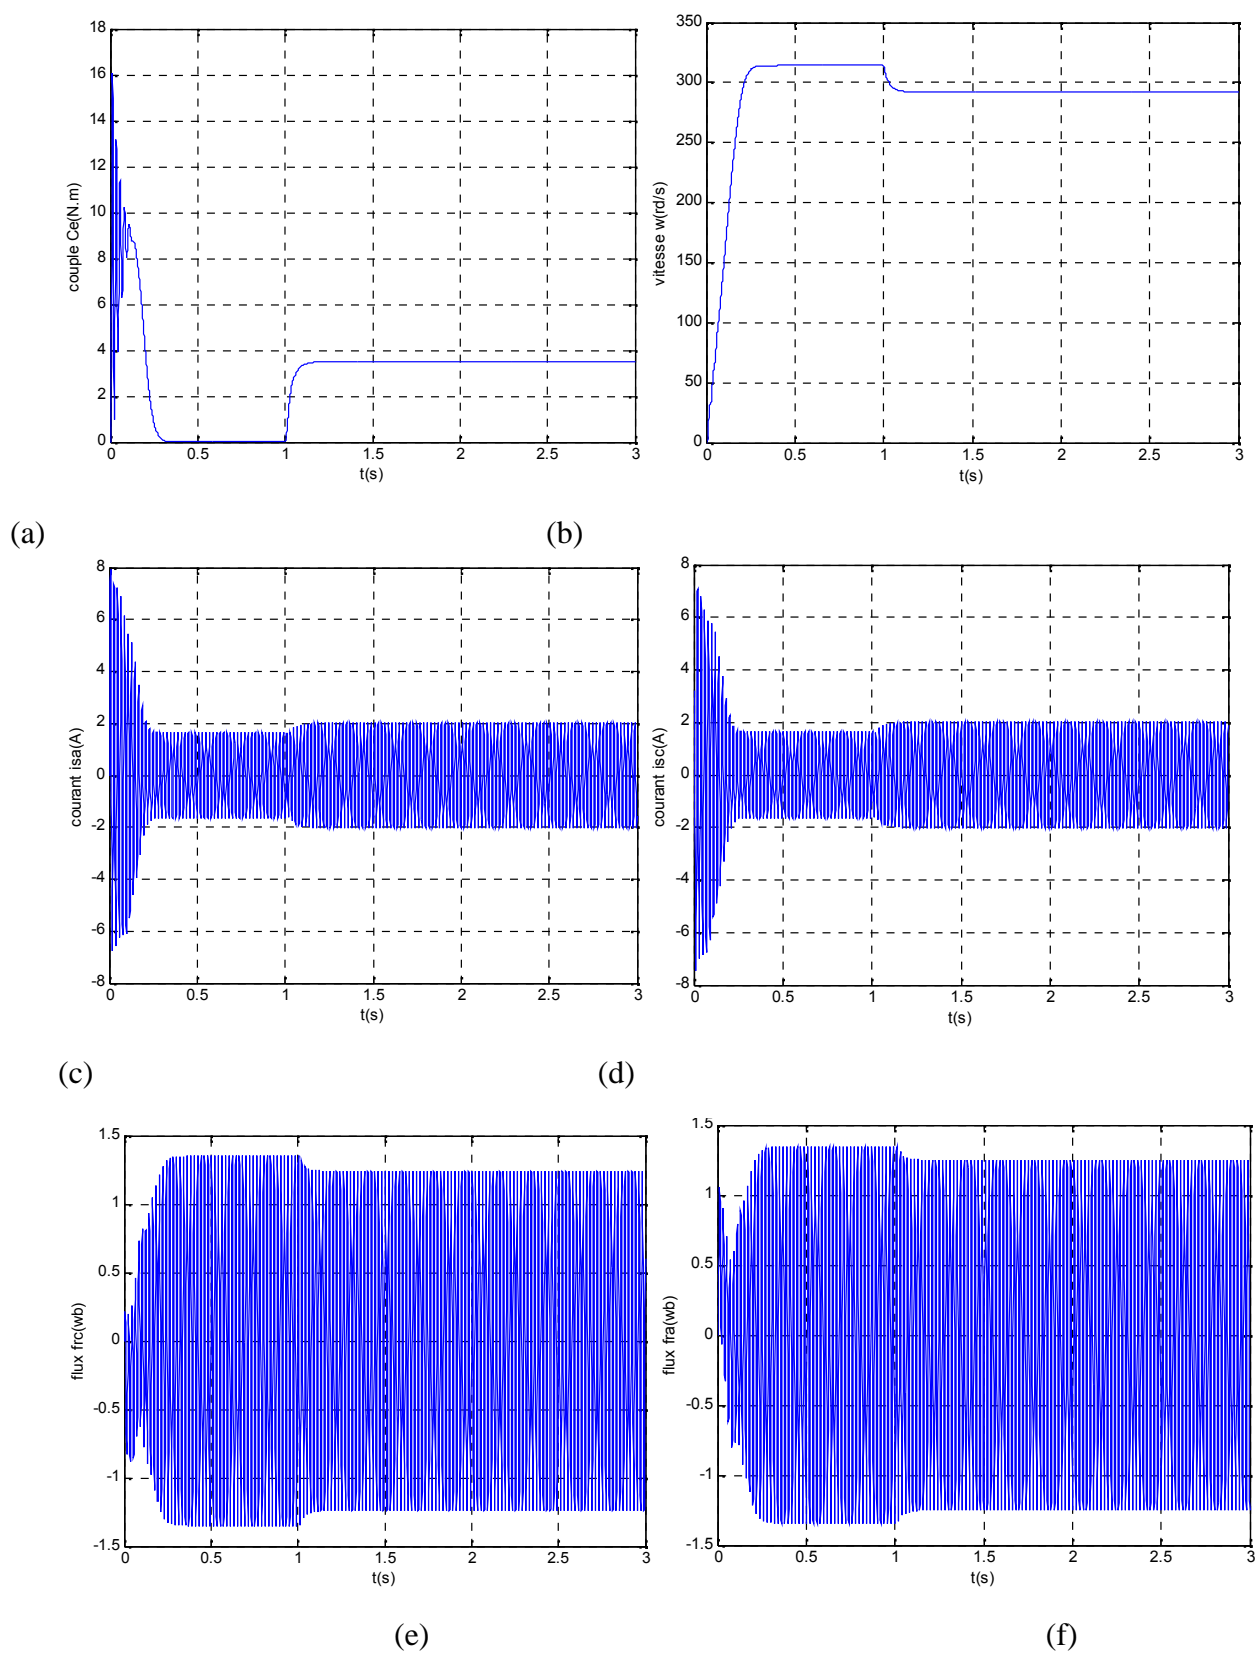 18
16
14
12
10
8
6
4
2
0
couple Ce(N.m)
0 0.5 1 1.5 2 2.5 3
t(s)
350
300
250
200
150
100
50
0
vitesse w(rd/s)
0 0.5 1 1.5 2 2.5 3
t(s)
(a) (b)
8
6
4
2
0
-2
-4
-6
-8
courant isa(A)
0 0.5 1 1.5 2 2.5 3
t(s)
8
6
4
2
0
-2
-4
-6
-8
courant isc(A)
0 0.5 1 1.5 2 2.5 3
t(s)
(c) (d)
1.5
1
0.5
0
-0.5
-1
-1.5
flux frc(wb)
0 0.5 1 1.5 2 2.5 3
t(s)
1.5
1
0.5
0
-0.5
-1
-1.5
flux fra(wb)
0 0.5 1 1.5 2 2.5 3
t(s)
(e) (f)